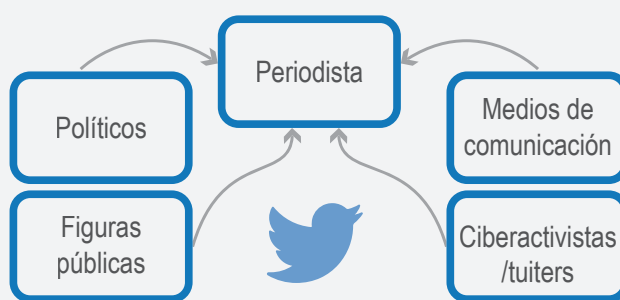 Periodista
Políticos
Medios de
comunicación
Figuras
públicas
Ciberactivistas
/tuiters